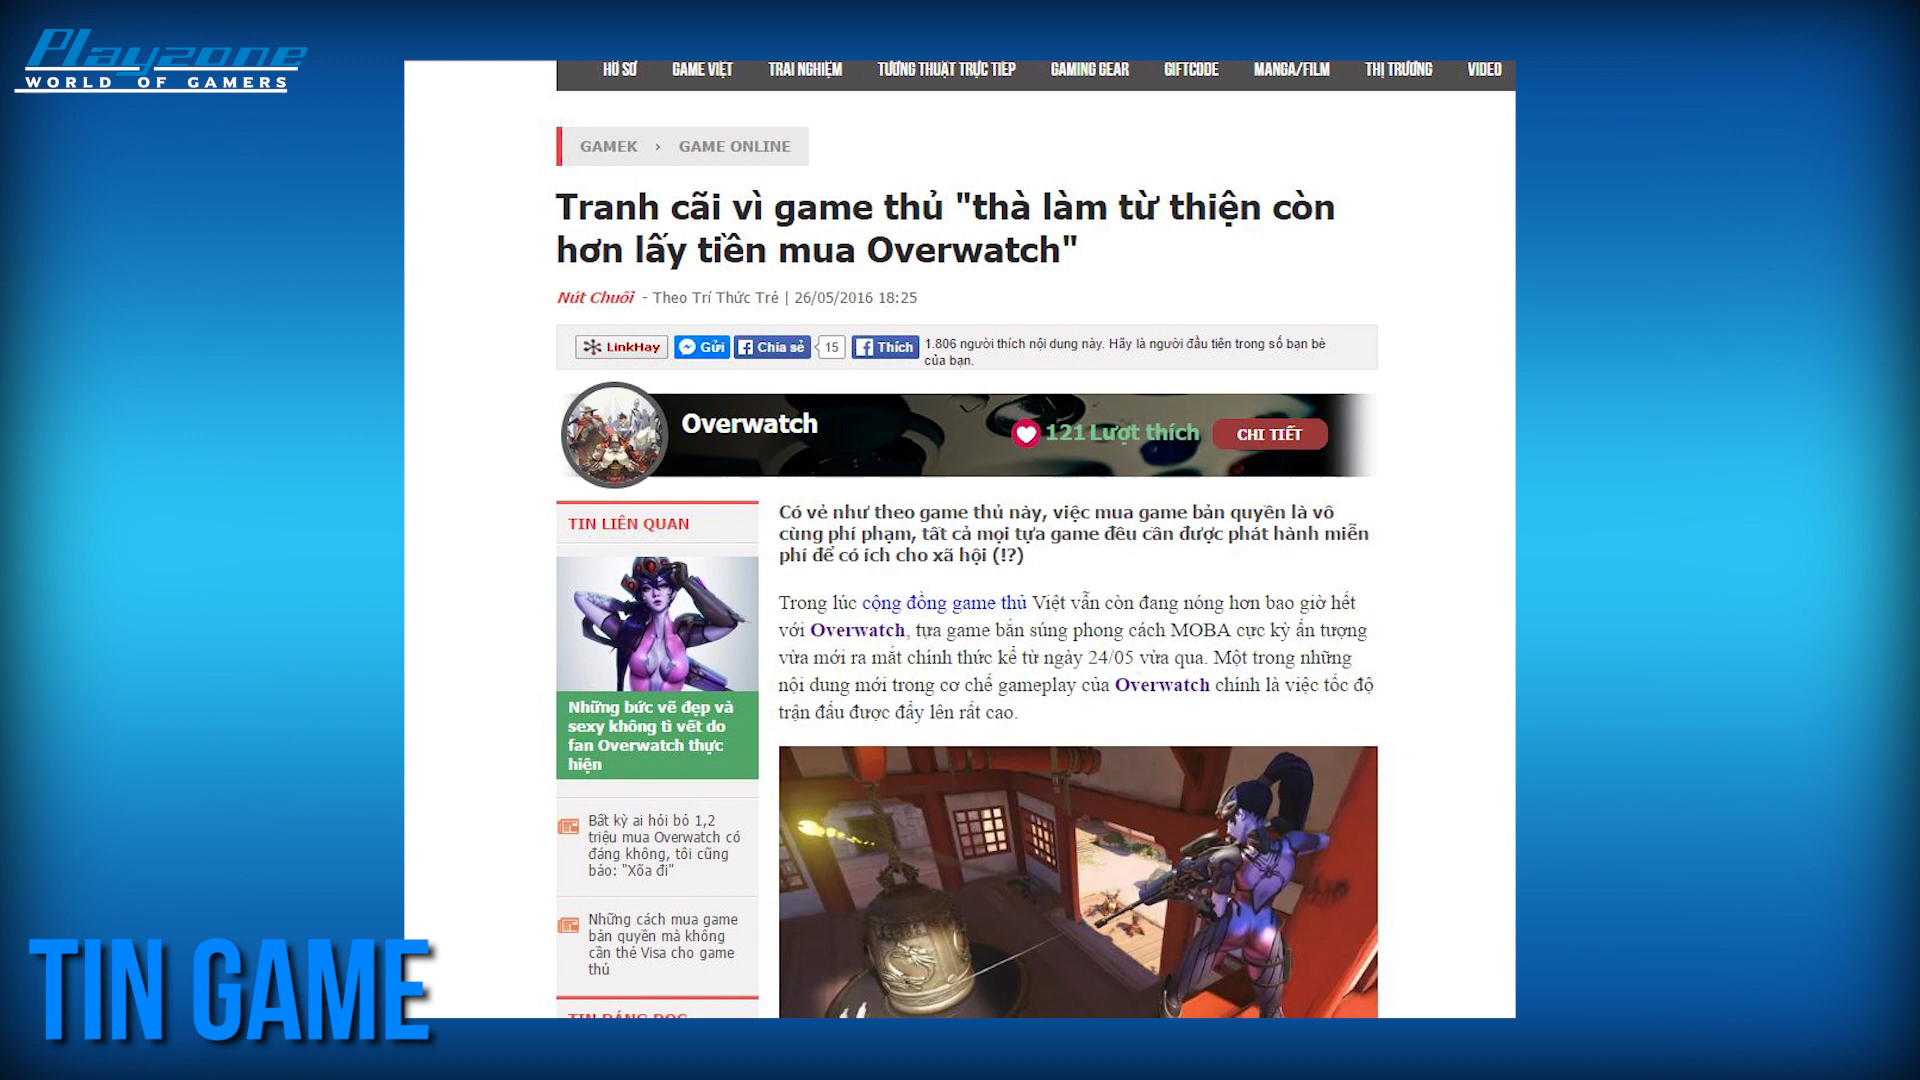 Playzone
WORLD OF GAMERS
HỒ SƠ GAME VIỆT TRẢI NGHIỆM TƯỜNG THUẬT TRỰC TIẾP GAMING GEAR GIFTCODE MANGA/FILM THỊ TRƯỜNG VIDEO
GAMEK › GAME ONLINE
Tranh cãi vì game thủ "thà làm từ thiện còn
hơn lấy tiền mua Overwatch"
Nút Chuối - Theo Trí Thức Trẻ | 26/05/2016 18:25
LinkHay Gửi Chia sẻ 15 Thích 1.806 người thích nội dung này. Hãy là người đầu tiên trong số bạn bè
của bạn.
Overwatch
121 Lượt thích CHI TIẾT
TIN LIÊN QUAN
Những bức vẽ đẹp và
sexy không tì vết do
fan Overwatch thực
hiện
Bất kỳ ai hỏi bỏ 1,2
triệu mua Overwatch có
đáng không, tôi cũng
bảo: "Xõa đi"
Những cách mua game
bản quyền mà không
cần thẻ Visa cho game
thủ
TIN ĐÁNG ĐỌC
Có vẻ như theo game thủ này, việc mua game bản quyền là vô
cùng phí phạm, tất cả mọi tựa game đều cần được phát hành miễn
phí để có ích cho xã hội (!?)
Trong lúc cộng đồng game thủ Việt vẫn còn đang nóng hơn bao giờ hết
với Overwatch, tựa game bắn súng phong cách MOBA cực kỳ ấn tượng
vừa mới ra mắt chính thức kể từ ngày 24/05 vừa qua. Một trong những
nội dung mới trong cơ chế gameplay của Overwatch chính là việc tốc độ
trận đấu được đẩy lên rất cao.
TIN GAME